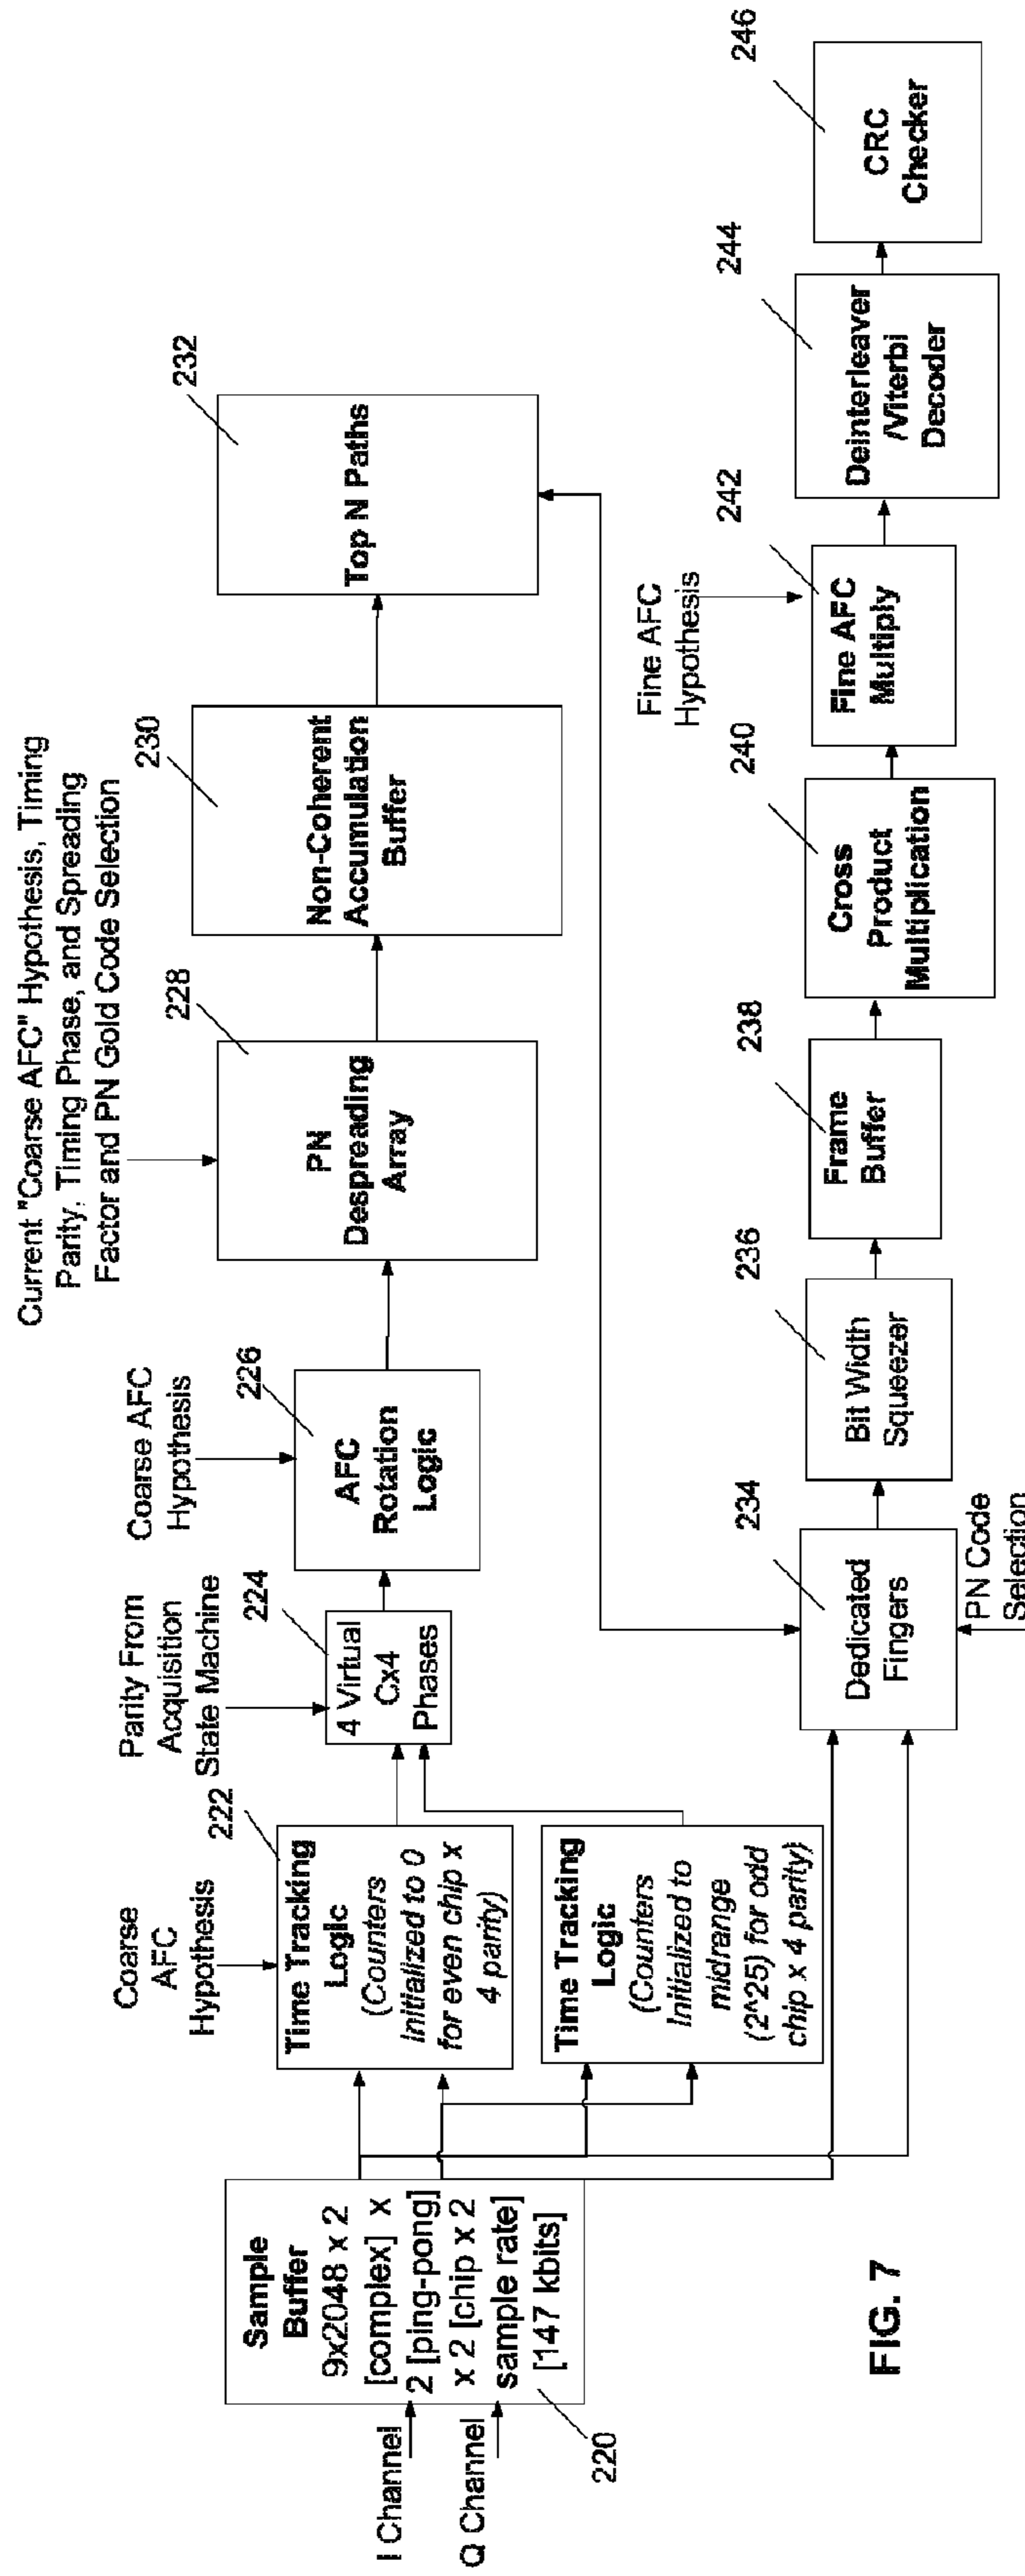 I Channel
Q Channel
Sample
Buffer
9x2048 x 2
[complex] x
2 [ping-pong]
x 2 [chip x 2
sample rate]
[147 kbits]
220
Coarse
AFC
Hypothesis
222
Time Tracking
Logic
(Counters
Initialized to 0
for even chip x
4 parity)
Time Tracking
Logic
(Counters
Initialized to
midrange
(2^25) for odd
chip x 4 parity)
Parity From
Acquisition
State Machine
224
4 Virtual
Cx4
Phases
Coarse AFC
Hypothesis
226
AFC
Rotation
Logic
Current "Coarse AFC" Hypothesis, Timing
Parity, Timing Phase, and Spreading
Factor and PN Gold Code Selection
228
PN
Despreading
Array
230
Non-Coherent
Accumulation
Buffer
232
Top N Paths
234
Dedicated
Fingers
PN Code
Selection
236
Bit Width
Squeezer
238
Frame
Buffer
240
Cross
Product
Multiplication
Fine AFC
Hypothesis
242
Fine AFC
Multiply
244
Deinterleaver
/Viterbi
Decoder
246
CRC
Checker
FIG. 7